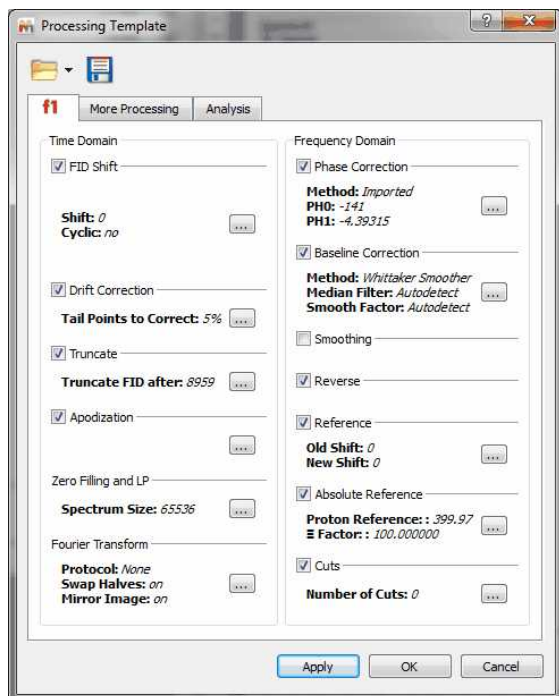 Processing Template
f1
More Processing
Analysis
Time Domain
FID Shift
Shift: 0
Cyclic: no
Drift Correction
Tail Points to Correct: 5%
Truncate
Truncate FID after: 8959
Apodization
Zero Filling and LP
Spectrum Size: 65536
Fourier Transform
Protocol: None
Swap Halves: on
Mirror Image: on
Frequency Domain
Phase Correction
Method: Imported
PH0: -141
PH1: -4.39315
Baseline Correction
Method: Whittaker Smoother
Median Filter: Autodetect
Smooth Factor: Autodetect
Smoothing
Reverse
Reference
Old Shift: 0
New Shift: 0
Absolute Reference
Proton Reference: : 399.97
Ξ Factor: : 100.000000
Cuts
Number of Cuts: 0
Apply
OK
Cancel